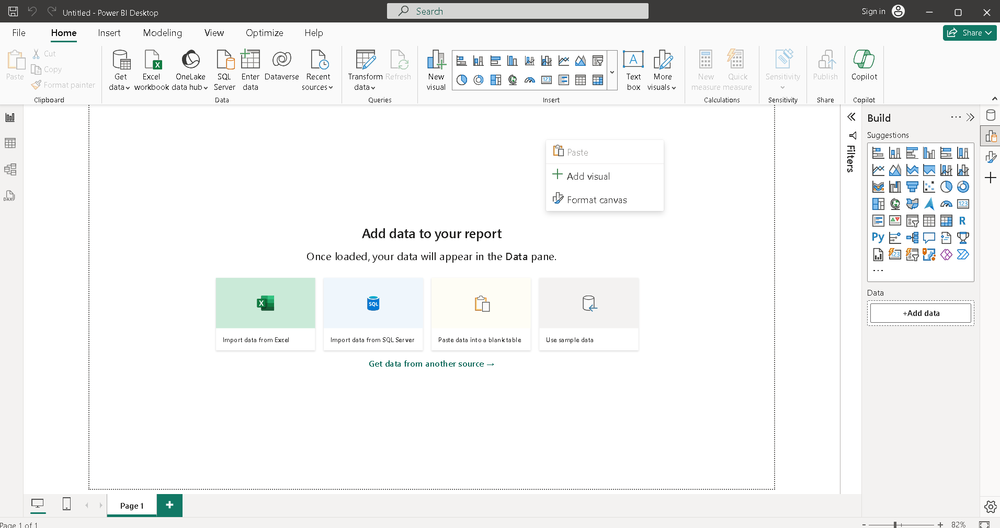 Untitled - Power BI Desktop
Search
Sign in
File
Home
Insert
Modeling
View
Optimize
Help
Share
Paste
Cut
Copy
Format painter
Clipboard
Get data
Excel workbook
OneLake data hub
SQL Server
Enter data
Dataverse
Recent sources
Data
Transform data
Refresh
Queries
New visual
123
Insert
A
Text box
More visuals
New measure
Quick measure
Calculations
Sensitivity
Sensitivity
Publish
Share
Copilot
Copilot
DAX
Paste
Add visual
Format canvas
Add data to your report
Once loaded, your data will appear in the Data pane.
X
Import data from Excel
SQL
Import data from SQL Server
Paste data into a blank table
Use sample data
Get data from another source →
Filters
Build
Suggestions
123
R
Py
123
Data
+Add data
Page 1
Page 1 of 1
- + 82%